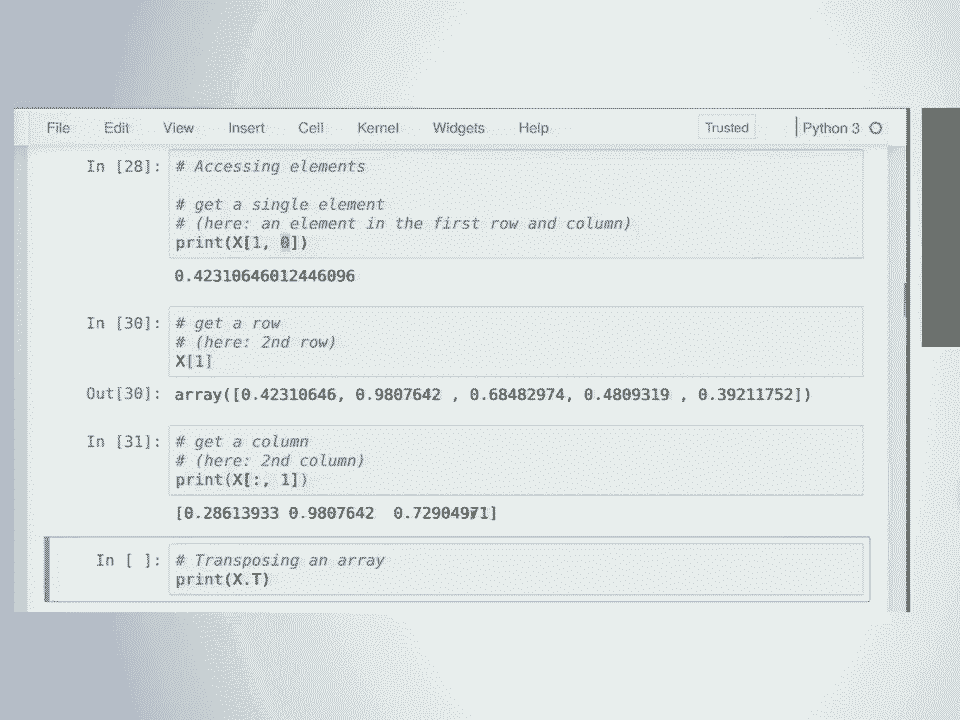 File Edit View Insert Cell Kernel Widgets Help Trusted Python 3
In [28]: # Accessing elements
# get a single element
# (here: an element in the first row and column)
print(X[1, 0])
0.42310646012446096
In [30]: # get a row
# (here: 2nd row)
X[1]
Out[30]: array([0.42310646, 0.9807642 , 0.68482974, 0.4809319 , 0.39211752])
In [31]: # get a column
# (here: 2nd column)
print(X[:, 1])
[0.28613933 0.9807642  0.72904971]
In [ ]: # Transposing an array
print(X.T)